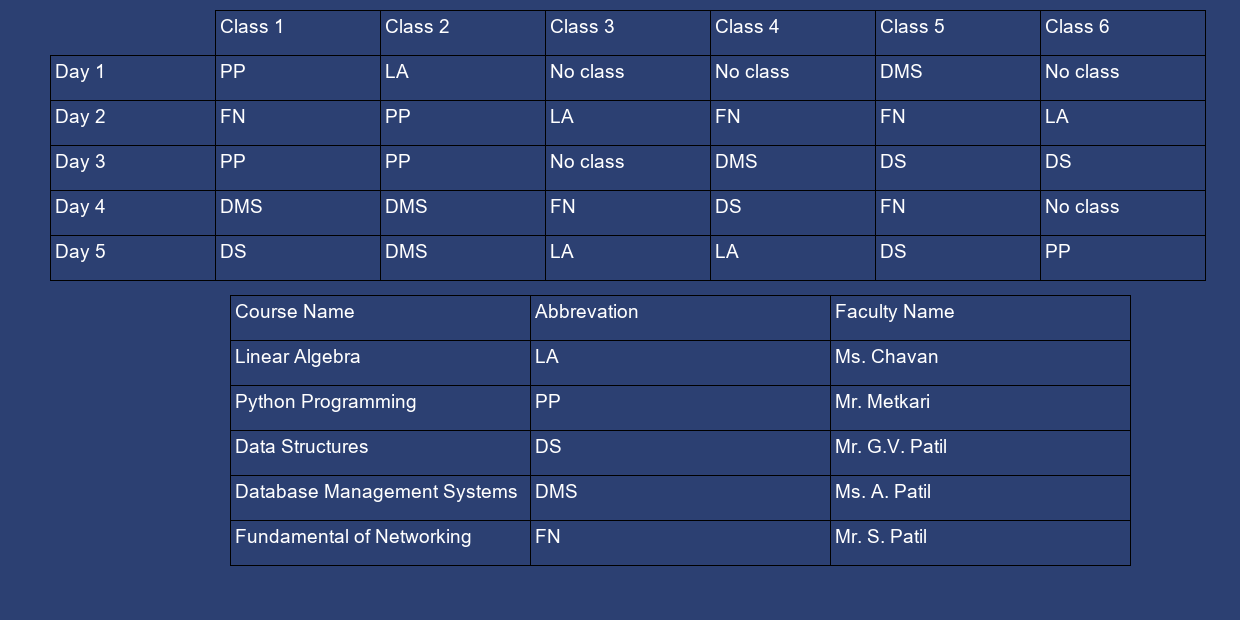 Class 1 Class 2 Class 3 Class 4 Class 5 Class 6
Day 1 PP LA No class No class DMS No class
Day 2 FN PP LA FN FN LA
Day 3 PP PP No class DMS DS DS
Day 4 DMS DMS FN DS FN No class
Day 5 DS DMS LA LA DS PP
Course Name Abbrevation Faculty Name
Linear Algebra LA Ms. Chavan
Python Programming PP Mr. Metkari
Data Structures DS Mr. G.V. Patil
Database Management Systems DMS Ms. A. Patil
Fundamental of Networking FN Mr. S. Patil